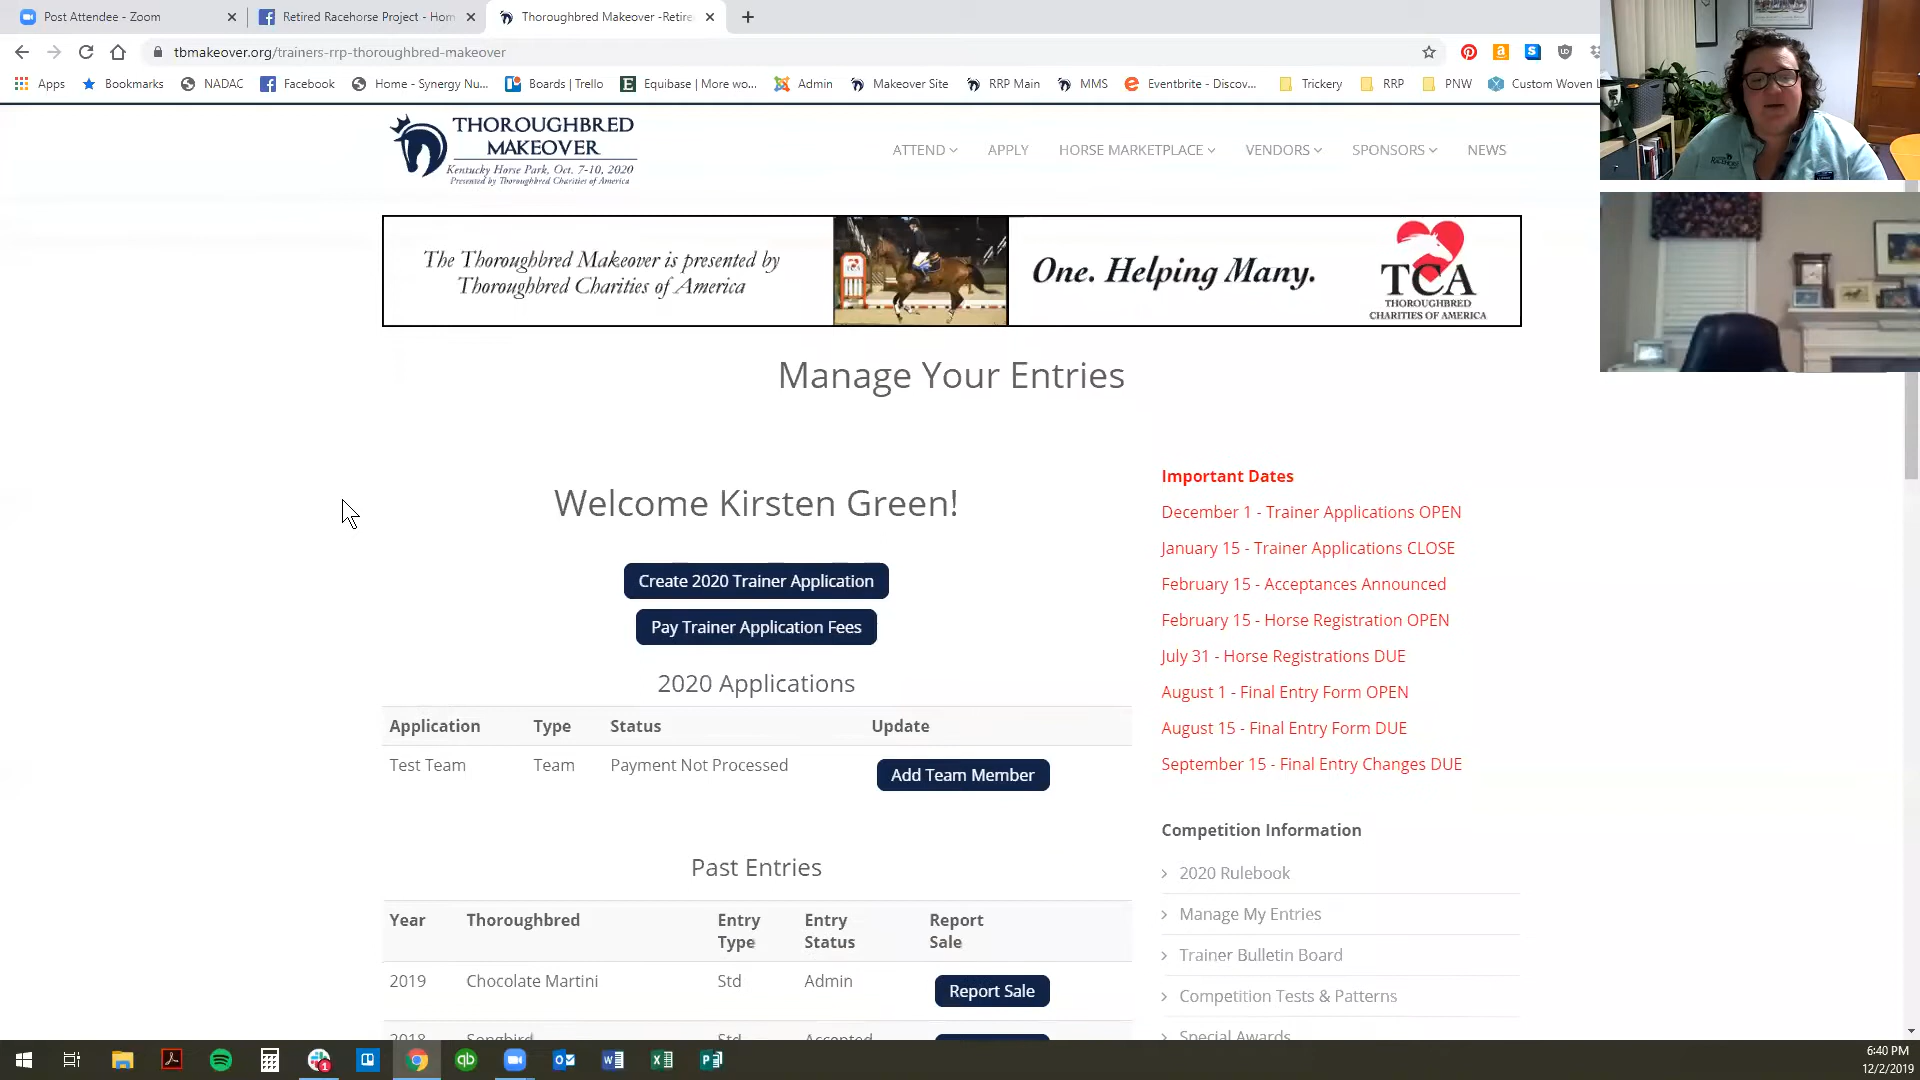 Post Attendee - Zoom
Retired Racehorse Project - Hom
Thoroughbred Makeover -Retire
tbmakeover.org/trainers-rrp-thoroughbred-makeover
Apps
Bookmarks
NADAC
Facebook
Home - Synergy Nu...
Boards | Trello
Equibase | More wo...
Admin
Makeover Site
RRP Main
MMS
Eventbrite - Discov...
Trickery
RRP
PNW
Custom Woven L
THOROUGHBRED
MAKEOVER
Kentucky Horse Park, Oct. 7-10, 2020
Presented by Thoroughbred Charities of America
ATTEND
APPLY
HORSE MARKETPLACE
VENDORS
SPONSORS
NEWS
The Thoroughbred Makeover is presented by
Thoroughbred Charities of America
One. Helping Many.
TCA
THOROUGHBRED
CHARITIES OF AMERICA
Manage Your Entries
Welcome Kirsten Green!
Create 2020 Trainer Application
Pay Trainer Application Fees
2020 Applications
Application Type Status Update
Test Team Team Payment Not Processed Add Team Member
Past Entries
Year Thoroughbred Entry Type Entry Status Report Sale
2019 Chocolate Martini Std Admin Report Sale
2018 Songbird Std Accepted
Important Dates
December 1 - Trainer Applications OPEN
January 15 - Trainer Applications CLOSE
February 15 - Acceptances Announced
February 15 - Horse Registration OPEN
July 31 - Horse Registrations DUE
August 1 - Final Entry Form OPEN
August 15 - Final Entry Form DUE
September 15 - Final Entry Changes DUE
Competition Information
2020 Rulebook
Manage My Entries
Trainer Bulletin Board
Competition Tests & Patterns
Special Awards
6:40 PM
12/2/2019